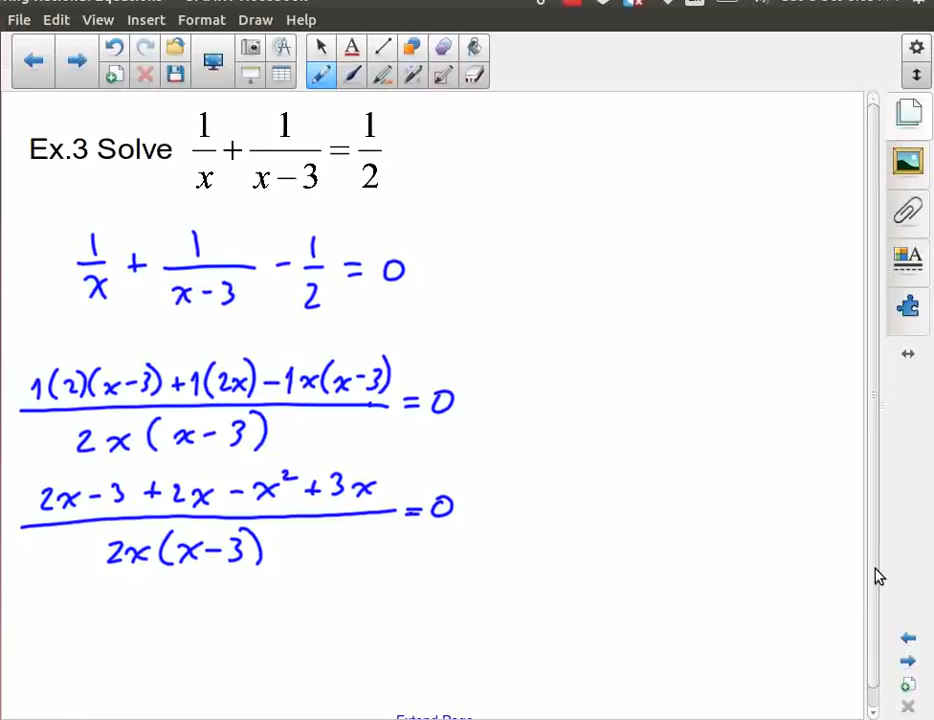 File Edit View Insert Format Draw Help
Ex.3 Solve 1/x + 1/(x−3) = 1/2
1/x + 1/(x-3) - 1/2 = 0
(1(2)(x-3) + 1(2x) - 1x(x-3)) / (2x(x-3)) = 0
(2x - 3 + 2x - x² + 3x) / (2x(x-3)) = 0
Extend Page